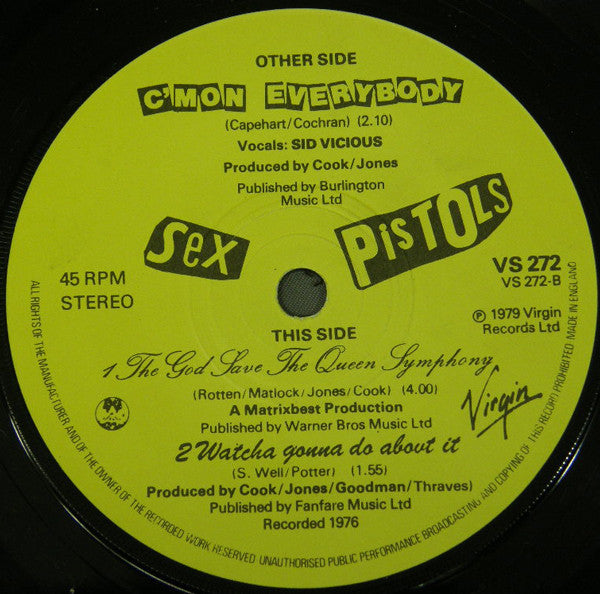 OTHER SIDE
C'MON EVERYBODY
(Capehart/Cochran) (2.10)
Vocals: SID VICIOUS
Produced by Cook/Jones
Published by Burlington
Music Ltd
Sex PiSTOLS
45 RPM
STEREO
VS 272
VS 272-B
℗ 1979 Virgin
Records Ltd
THIS SIDE
1 The God Save The Queen Symphony
(Rotten/Matlock/Jones/Cook) (4.00)
A Matrixbest Production
Published by Warner Bros Music Ltd
Virgin
2 Watcha gonna do about it
(S. Well/Potter) (1.55)
Produced by Cook/Jones/Goodman/Thraves)
Published by Fanfare Music Ltd
Recorded 1976
ALL RIGHTS OF THE MANUFACTURER AND OF THE OWNER OF THE RECORDED WORK RESERVED UNAUTHORISED PUBLIC PERFORMANCE BROADCASTING AND COPYING OF THIS RECORD PROHIBITED. MADE IN ENGLAND